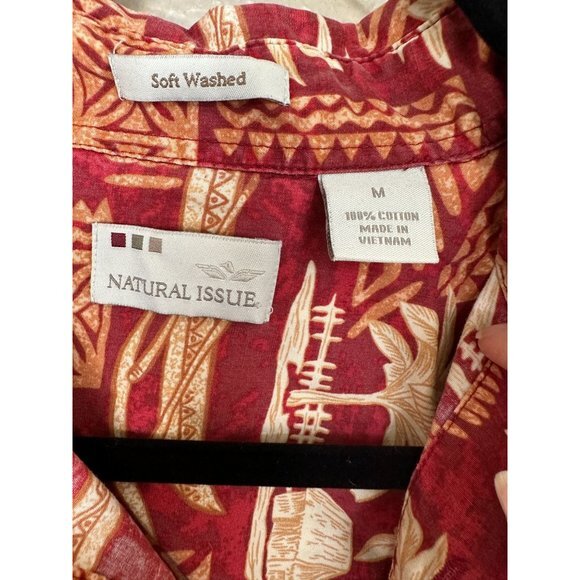 Soft Washed
M
100% COTTON
MADE IN
VIETNAM
NATURAL ISSUE